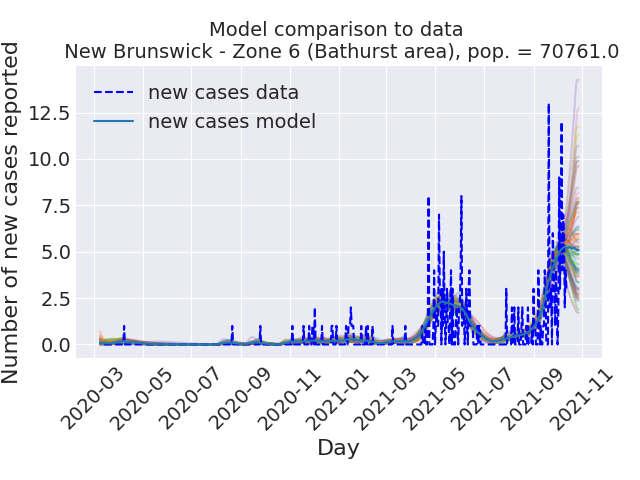 Model comparison to data
New Brunswick - Zone 6 (Bathurst area), pop. = 70761.0
Number of new cases reported
new cases data
new cases model
12.5
10.0
7.5
5.0
2.5
0.0
2020-03
2020-05
2020-07
2020-09
2020-11
2021-01
2021-03
2021-05
2021-07
2021-09
2021-11
Day